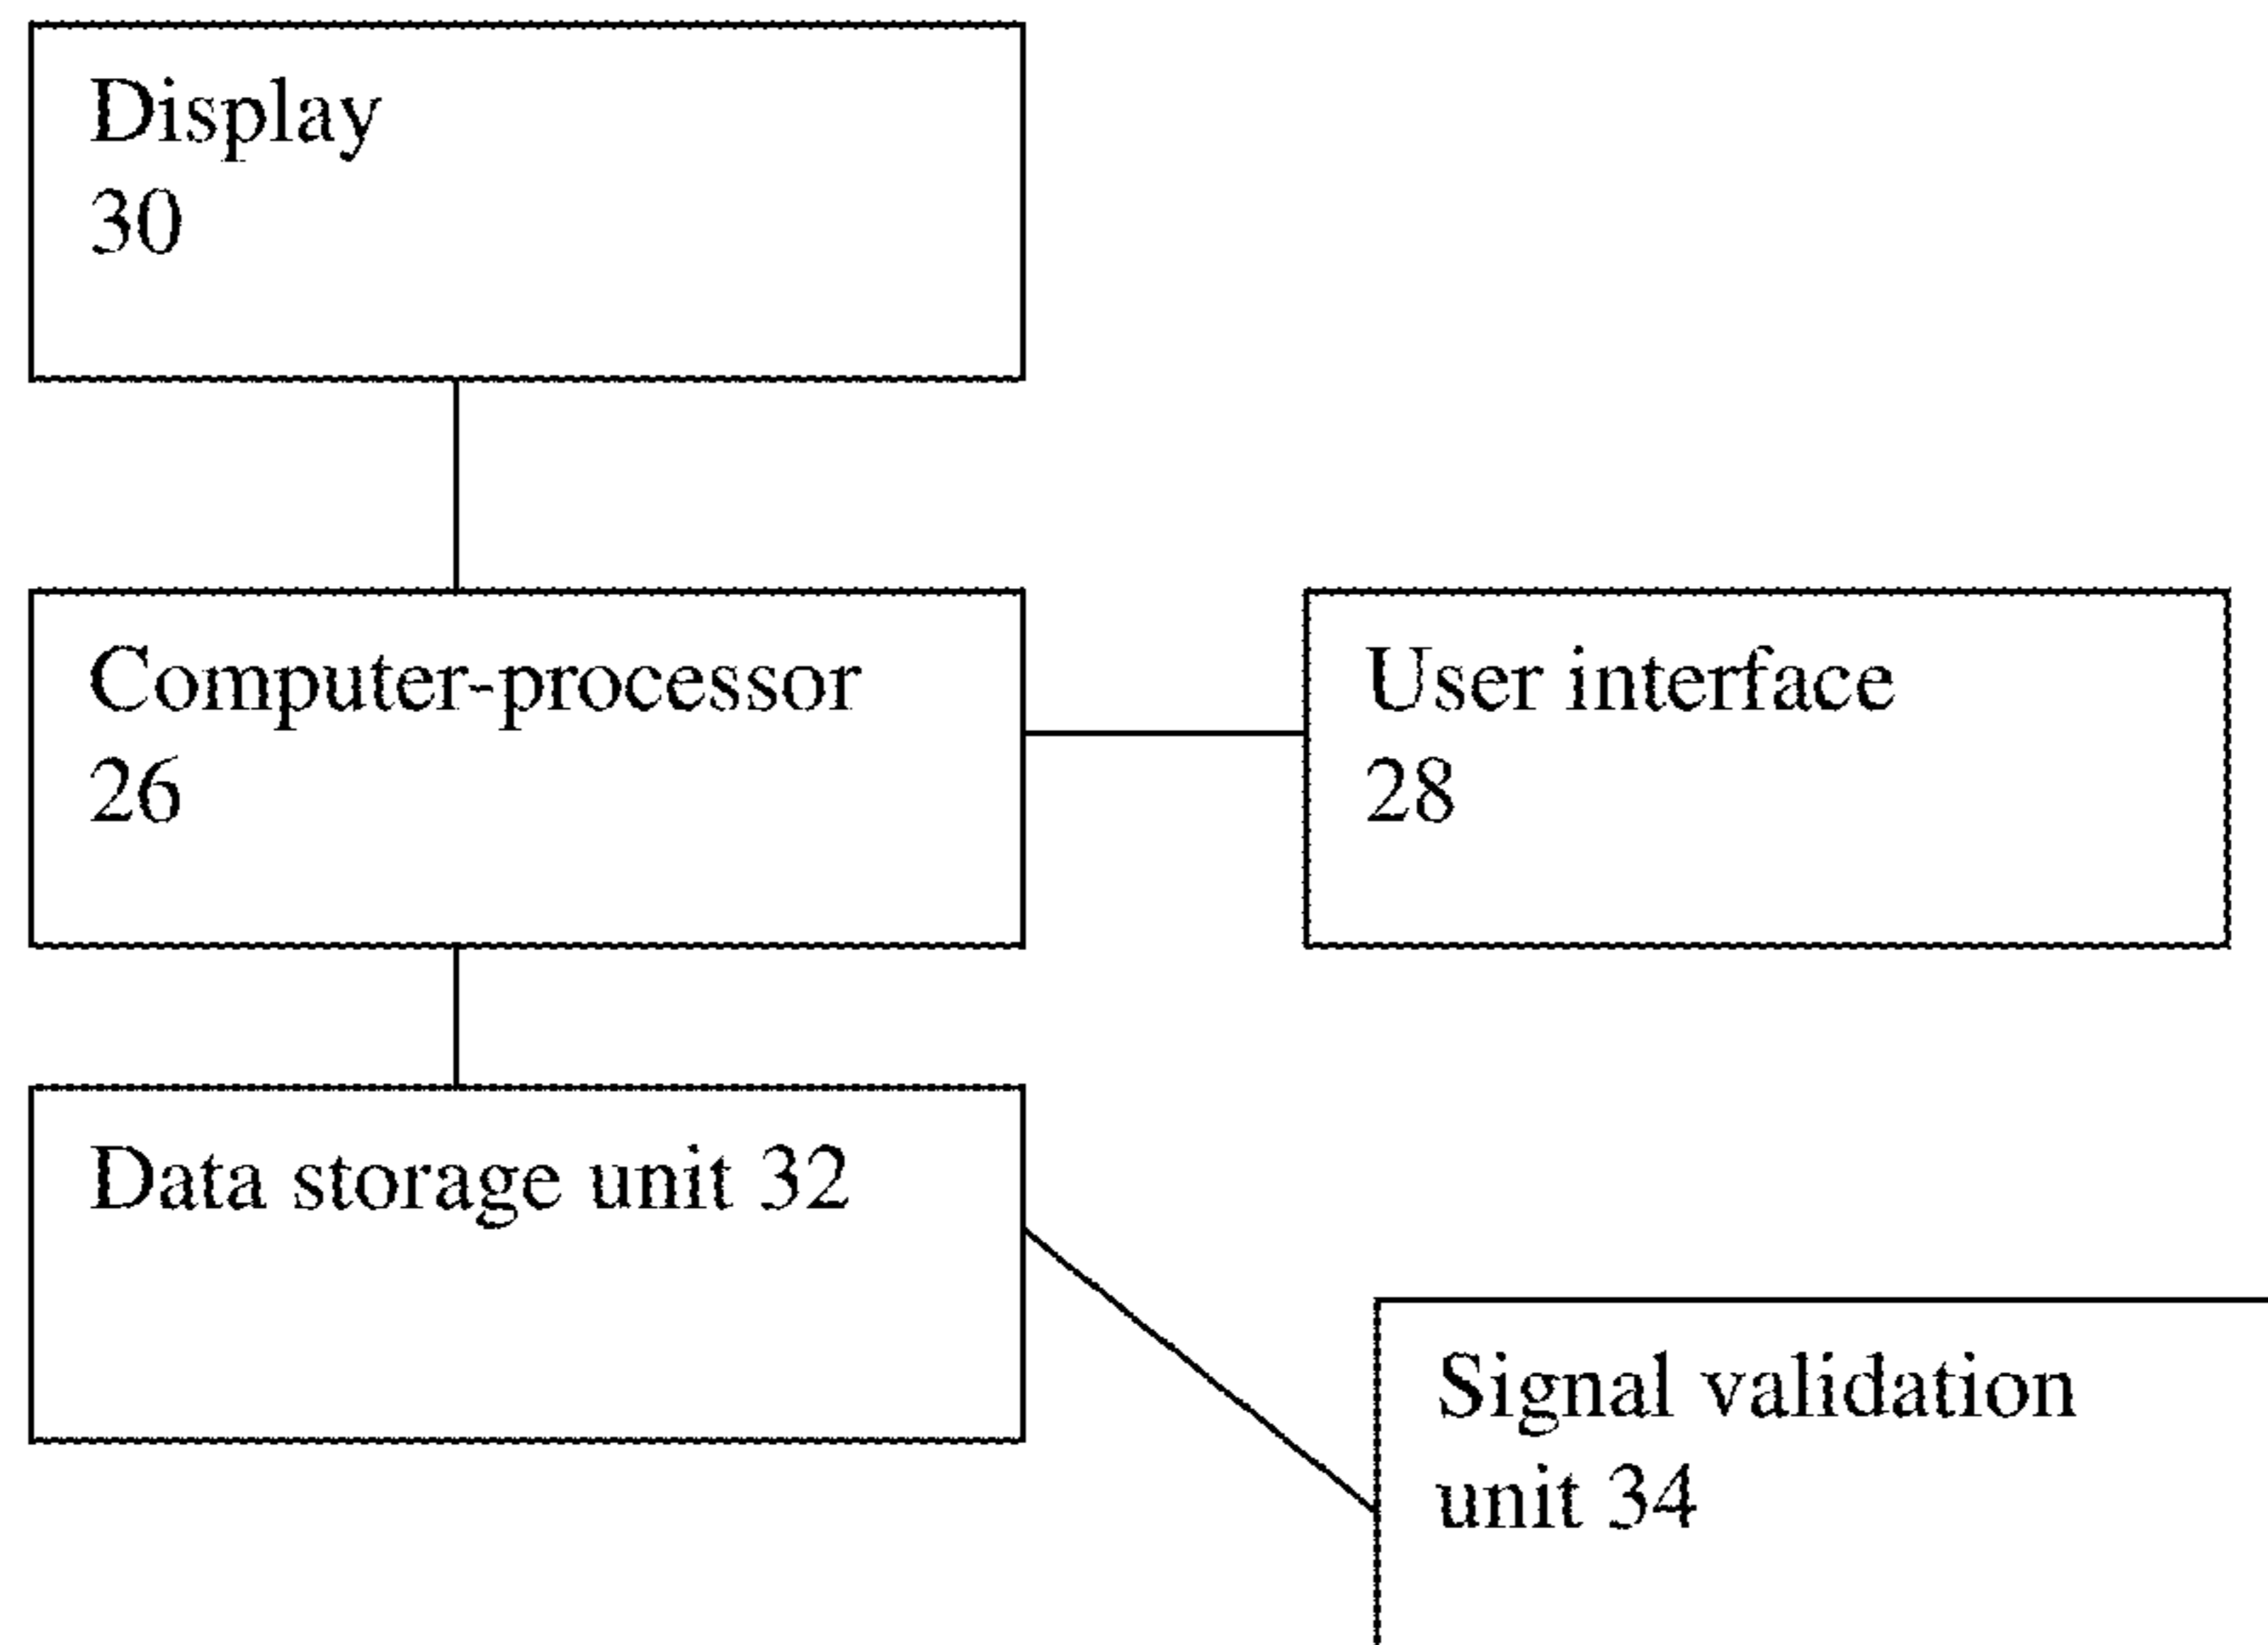 Display
30
Computer-processor
26
User interface
28
Data storage unit 32
Signal validation
unit 34